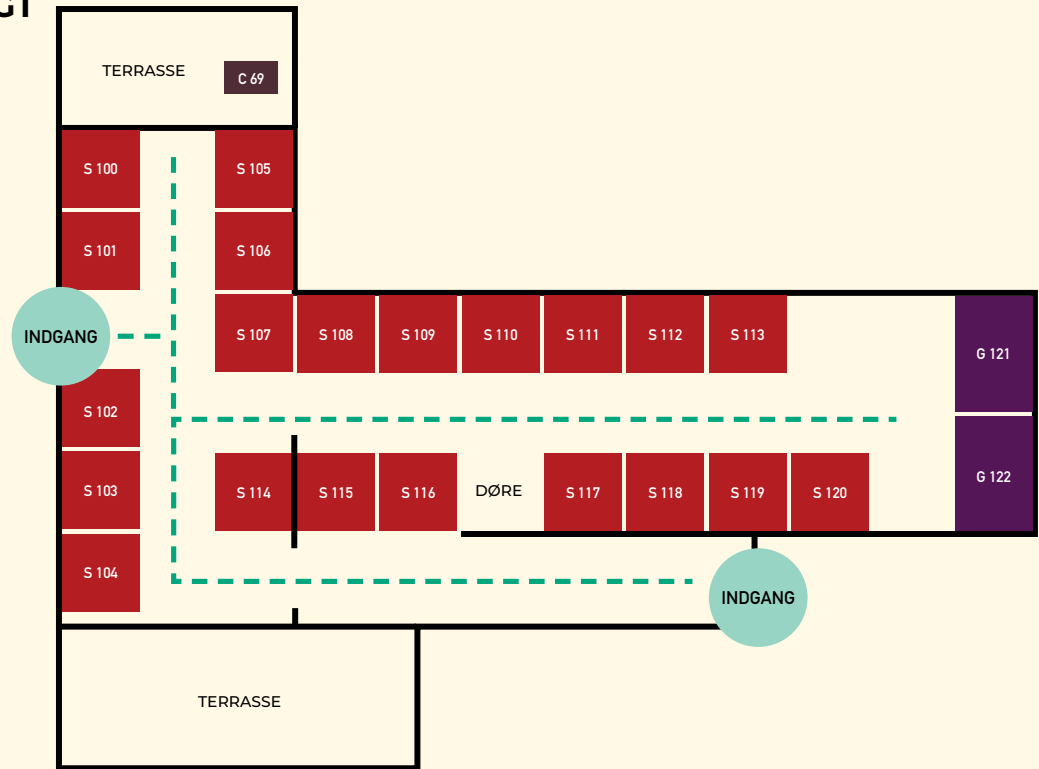 GT
TERRASSE
C 69
S 100
S 105
S 101
S 106
INDGANG
S 107
S 108
S 109
S 110
S 111
S 112
S 113
G 121
S 102
S 103
S 114
S 115
S 116
DØRE
S 117
S 118
S 119
S 120
G 122
S 104
INDGANG
TERRASSE